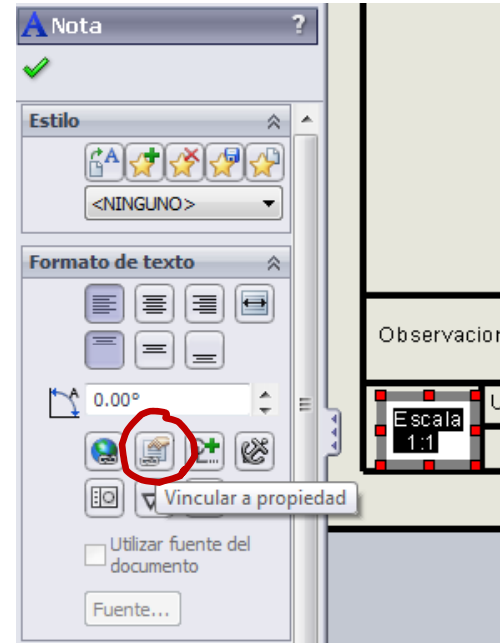 A Nota ?
Estilo
<NINGUNO>
Formato de texto
0.00°
Vincular a propiedad
Utilizar fuente del
documento
Fuente...
Observacion
U
Escala
1:1